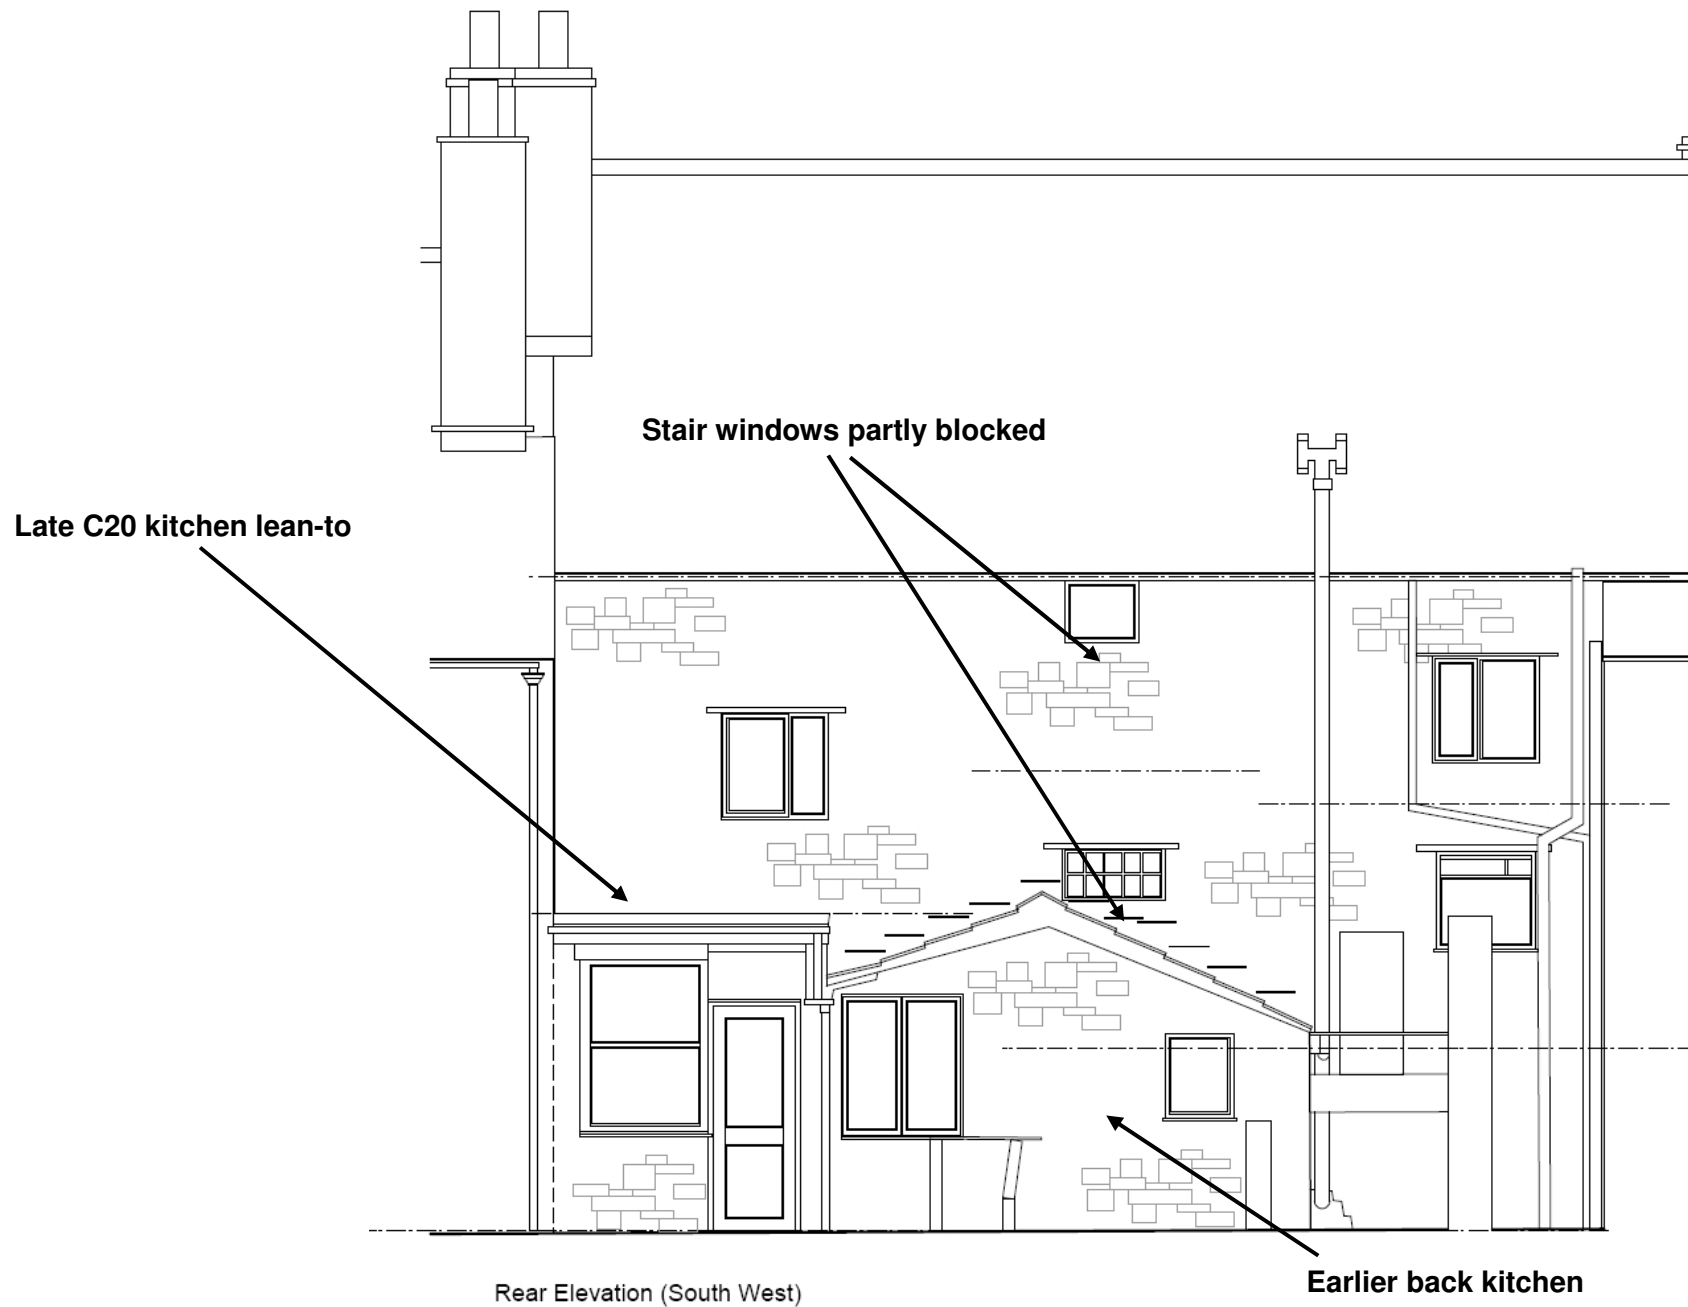 Stair windows partly blocked
Late C20 kitchen lean-to
Earlier back kitchen
Rear Elevation (South West)